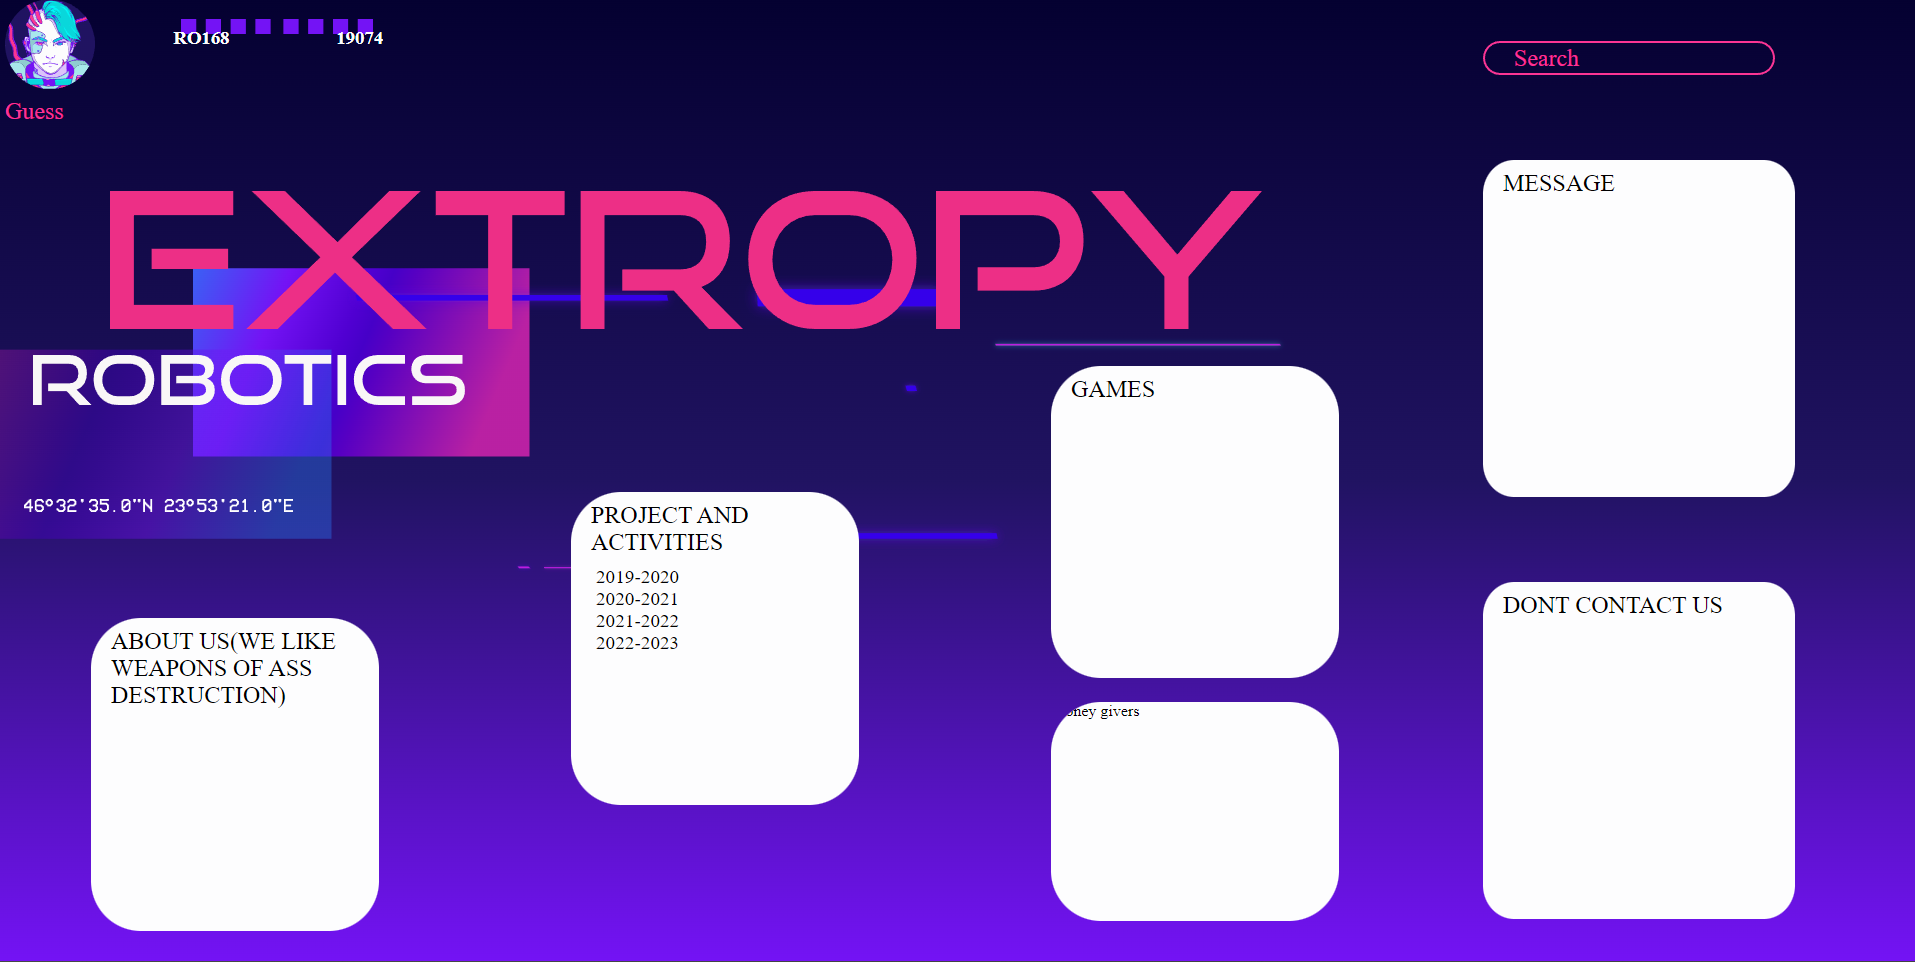 RO168
19074
Search
Guess
EXTROPY
ROBOTICS
46°32'35.0"N 23°53'21.0"E
MESSAGE
GAMES
PROJECT AND
ACTIVITIES
2019-2020
2020-2021
2021-2022
2022-2023
ABOUT US(WE LIKE
WEAPONS OF ASS
DESTRUCTION)
givers
DONT CONTACT US